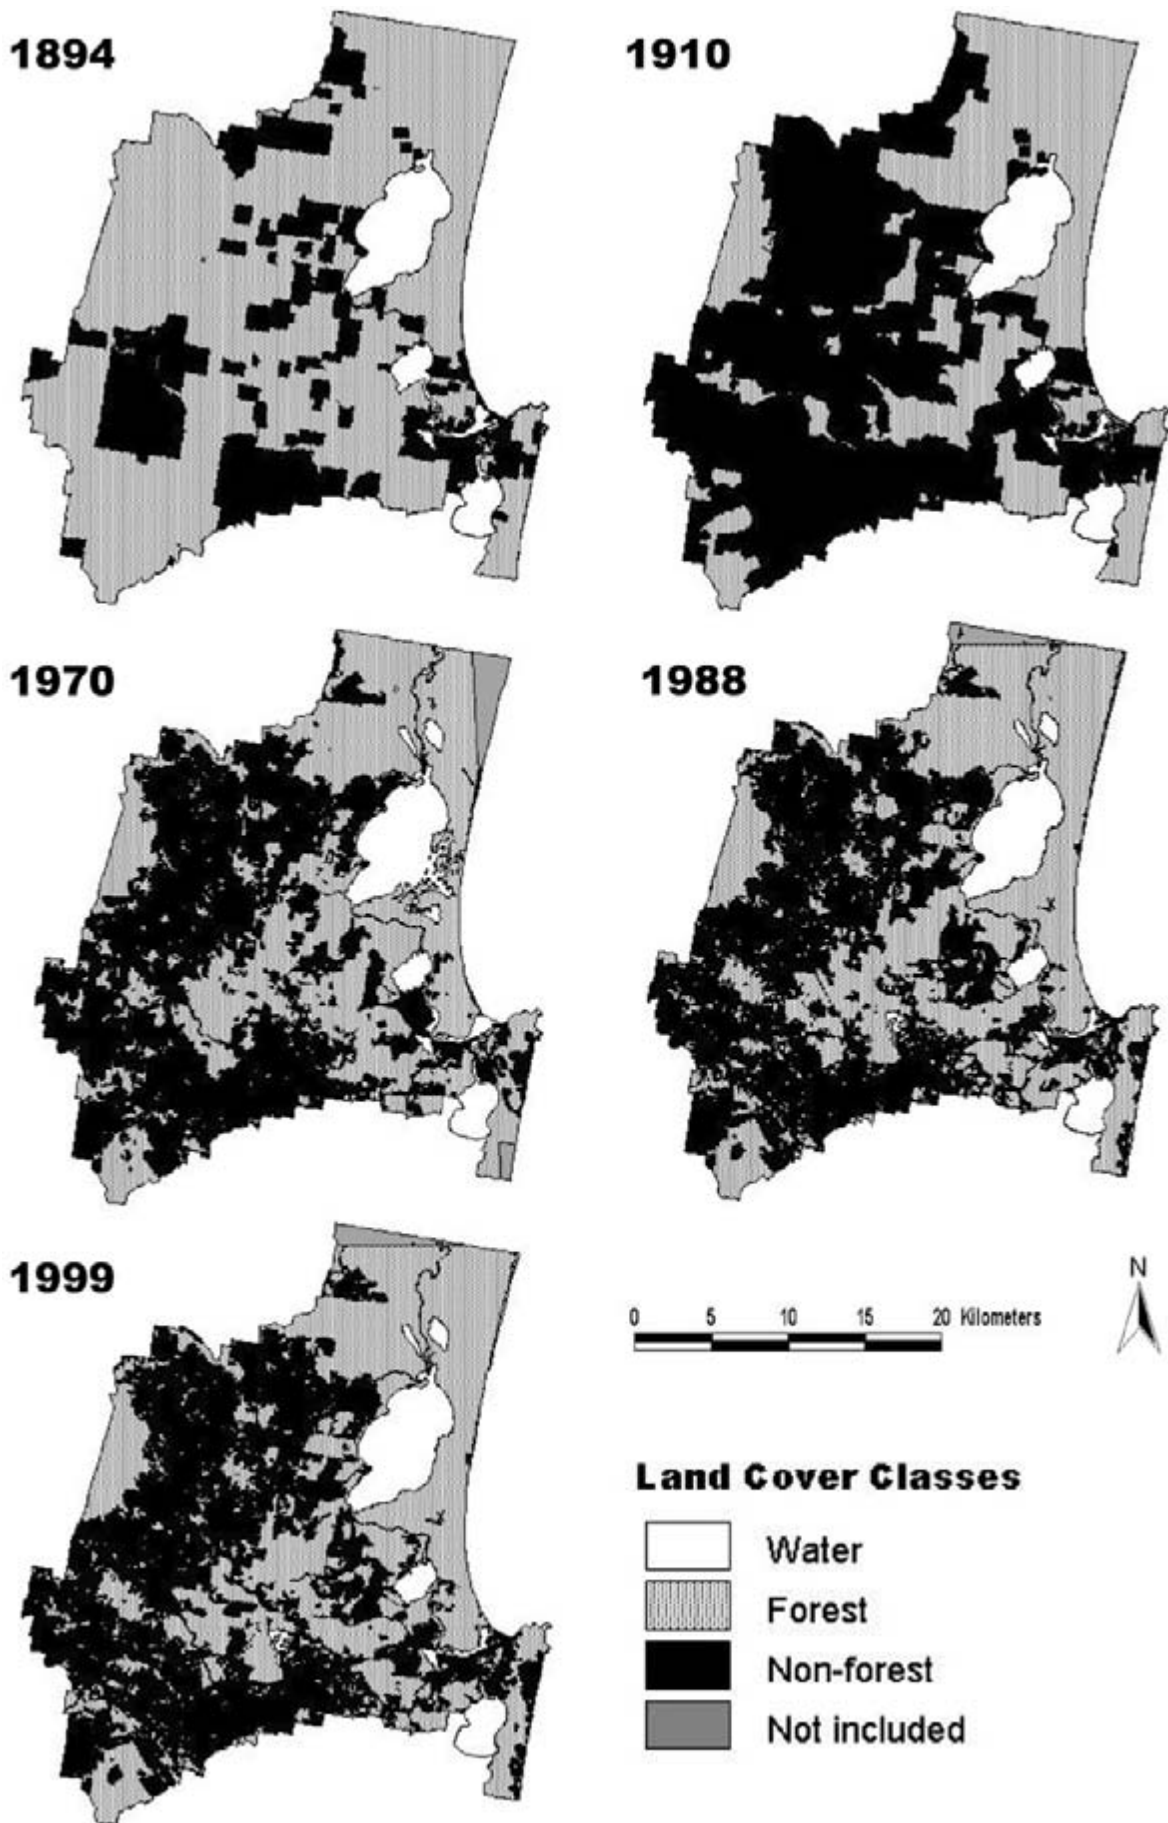 1894
1910
1970
1988
1999
N
0 5 10 15 20 Kilometers
Land Cover Classes
Water
Forest
Non-forest
Not included